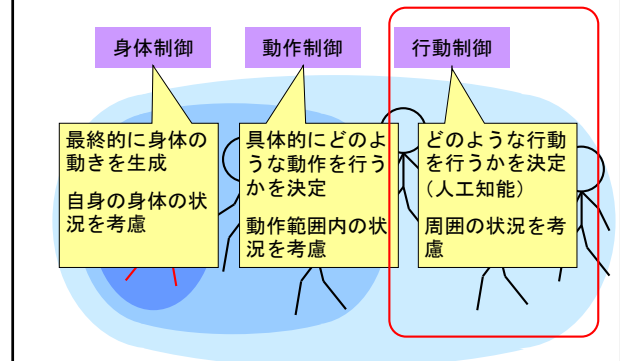 身体制御
動作制御
行動制御
最終的に身体の
動きを生成
自身の身体の状
況を考慮
具体的にどのよ
うな動作を行う
かを決定
動作範囲内の状
況を考慮
どのような行動
を行うかを決定
(人工知能)
周囲の状況を考
慮